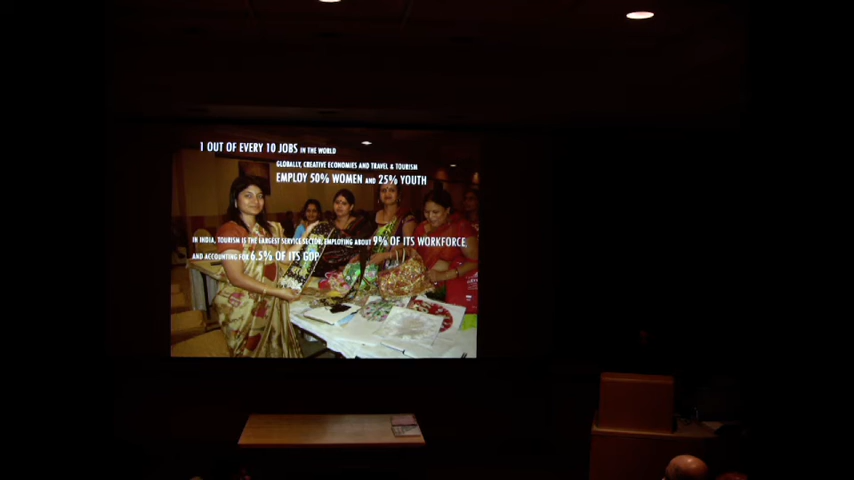 1 OUT OF EVERY 10 JOBS IN THE WORLD
GLOBALLY, CREATIVE ECONOMIES AND TRAVEL & TOURISM
EMPLOY 50% WOMEN AND 25% YOUTH
IN INDIA, TOURISM IS THE LARGEST SERVICE SECTOR, EMPLOYING ABOUT 9% OF ITS WORKFORCE,
AND ACCOUNTING FOR 6.5% OF ITS GDP